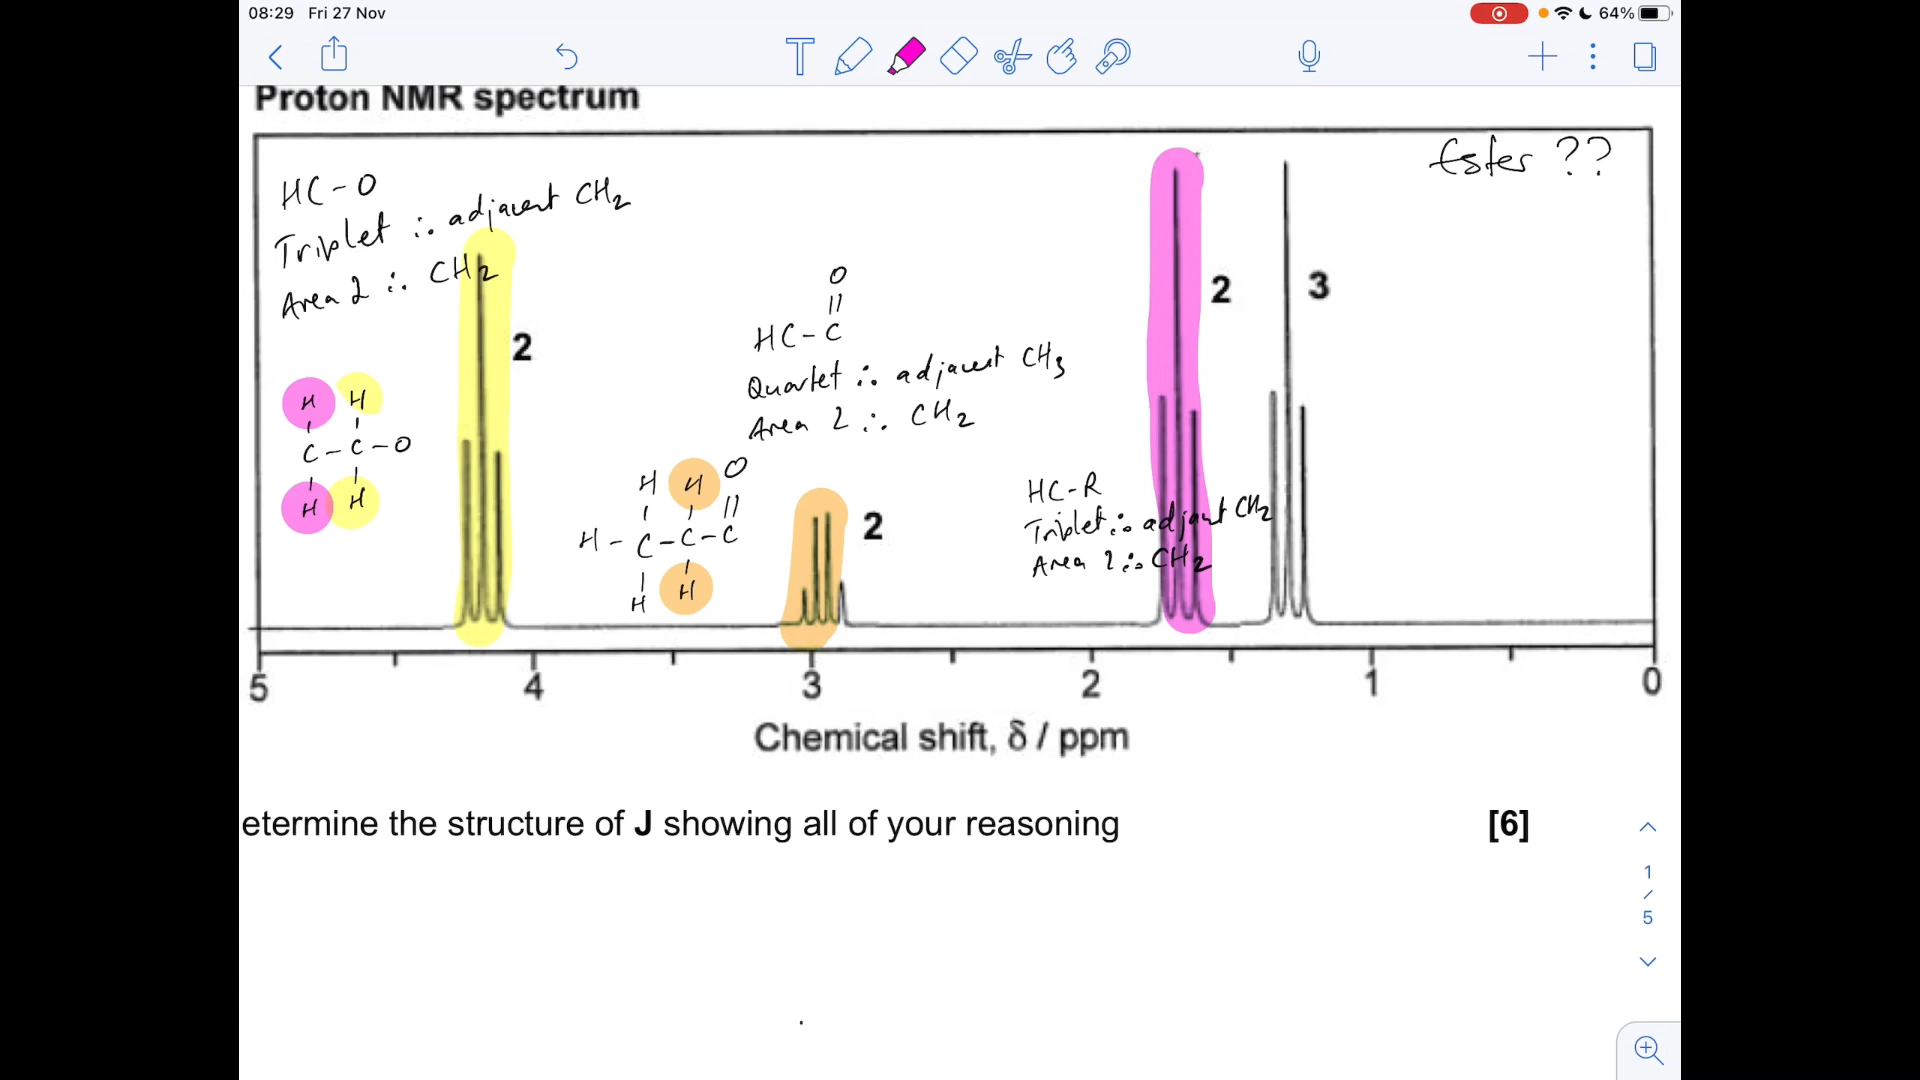 08:29 Fri 27 Nov
64%
Proton NMR spectrum
Ester ??
HC-O
Triplet ∴ adjacent CH2
Area 2 ∴ CH2
2
2
3
O
||
HC-C
Quartet ∴ adjacent CH3
Area 2 ∴ CH2
H H
C-C-O
H H
H H O
H-C-C-C
H H
2
HC-R
Triplet ∴ adjant CH2
Area 2 ∴ CH2
5 4 3 2 1 0
Chemical shift, δ / ppm
etermine the structure of J showing all of your reasoning [6]
1
/
5